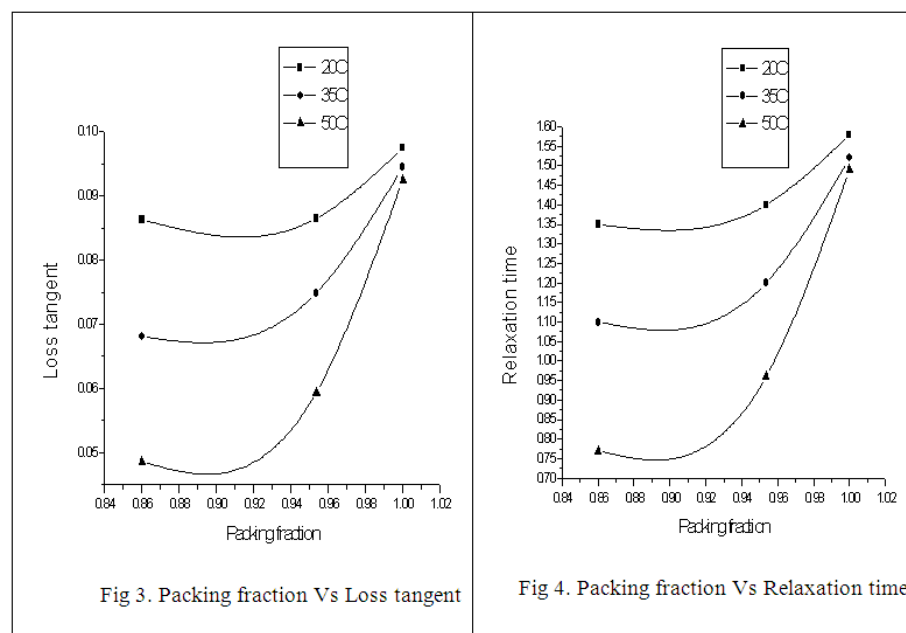 20C
35C
50C
0.10
0.09
0.08
0.07
0.06
0.05
Loss tangent
0.84 0.86 0.88 0.90 0.92 0.94 0.96 0.98 1.00 1.02
Packing fraction
Fig 3. Packing fraction Vs Loss tangent
20C
35C
50C
1.60
1.55
1.50
1.45
1.40
1.35
1.30
1.25
1.20
1.15
1.10
1.05
1.00
0.95
0.90
0.85
0.80
0.75
0.70
Relaxation time
0.84 0.86 0.88 0.90 0.92 0.94 0.96 0.98 1.00 1.02
Packing fraction
Fig 4. Packing fraction Vs Relaxation time